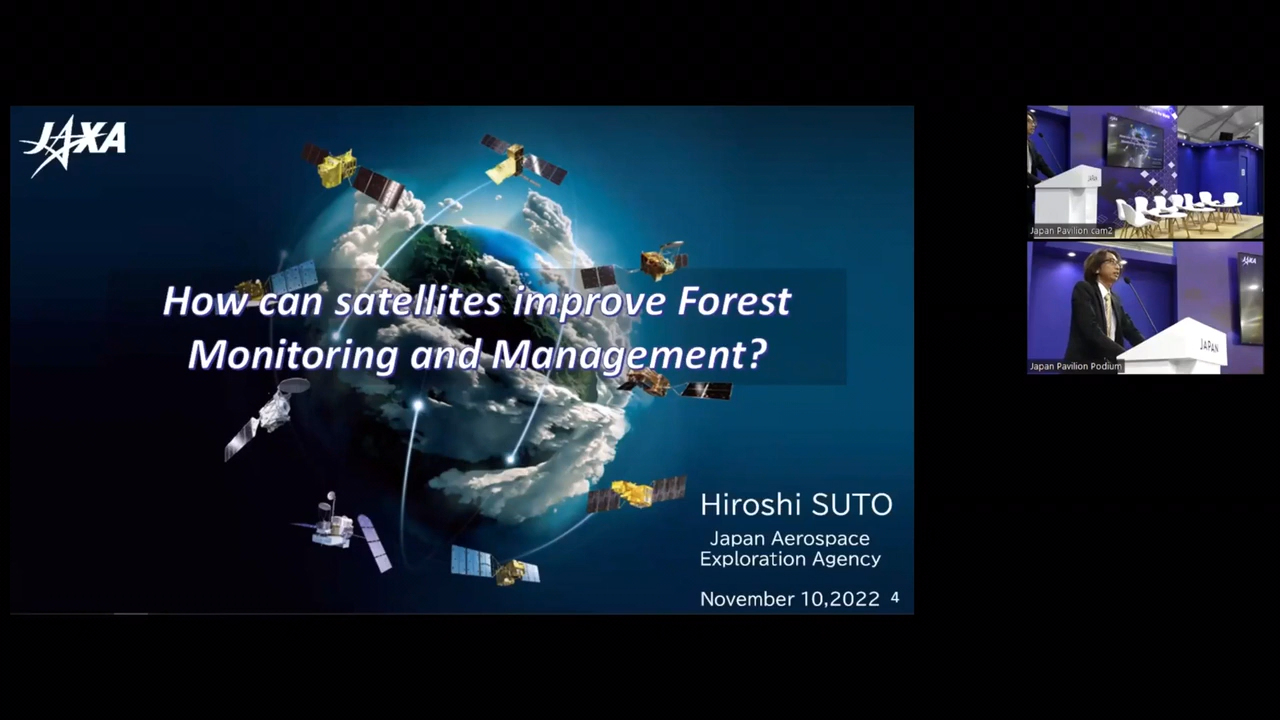 JAXA
How can satellites improve Forest
Monitoring and Management?
Hiroshi SUTO
Japan Aerospace
Exploration Agency
November 10,2022 4
JAPAN
Japan Pavilion cam2
JAXA
JAPAN
Japan Pavilion Podium